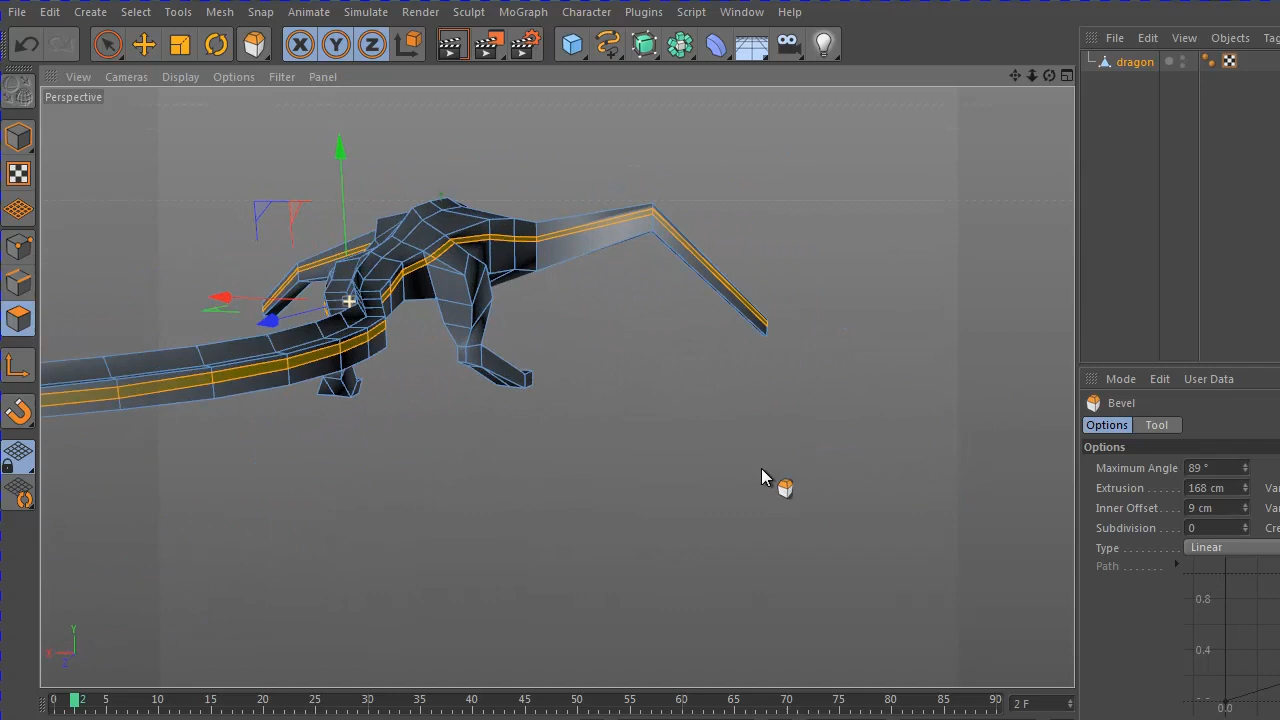 File Edit Create Select Tools Mesh Snap Animate Simulate Render Sculpt MoGraph Character Plugins Script Window Help
File Edit View Objects Tag
View Cameras Display Options Filter Panel
dragon
Perspective
X Y Z
Mode Edit User Data
Bevel
Options Tool
Options
Maximum Angle 89 °
Extrusion 168 cm
Inner Offset 9 cm
Subdivision 0
Type Linear
Path
0.8
0.4
0.0
Y
X
Z
0 2 5 10 15 20 25 30 35 40 45 50 55 60 65 70 75 80 85 90 2 F